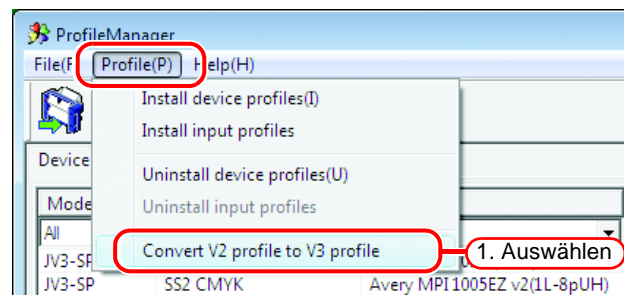 ProfileManager
File(F Profile(P) Help(H)
Install device profiles(I)
Install input profiles
Device
Uninstall device profiles(U)
Mode
Uninstall input profiles
All
Convert V2 profile to V3 profile
1. Auswählen
JV3-SP
JV3-SP SS2 CMYK Avery MPI1005EZ v2(1L-8pUH)